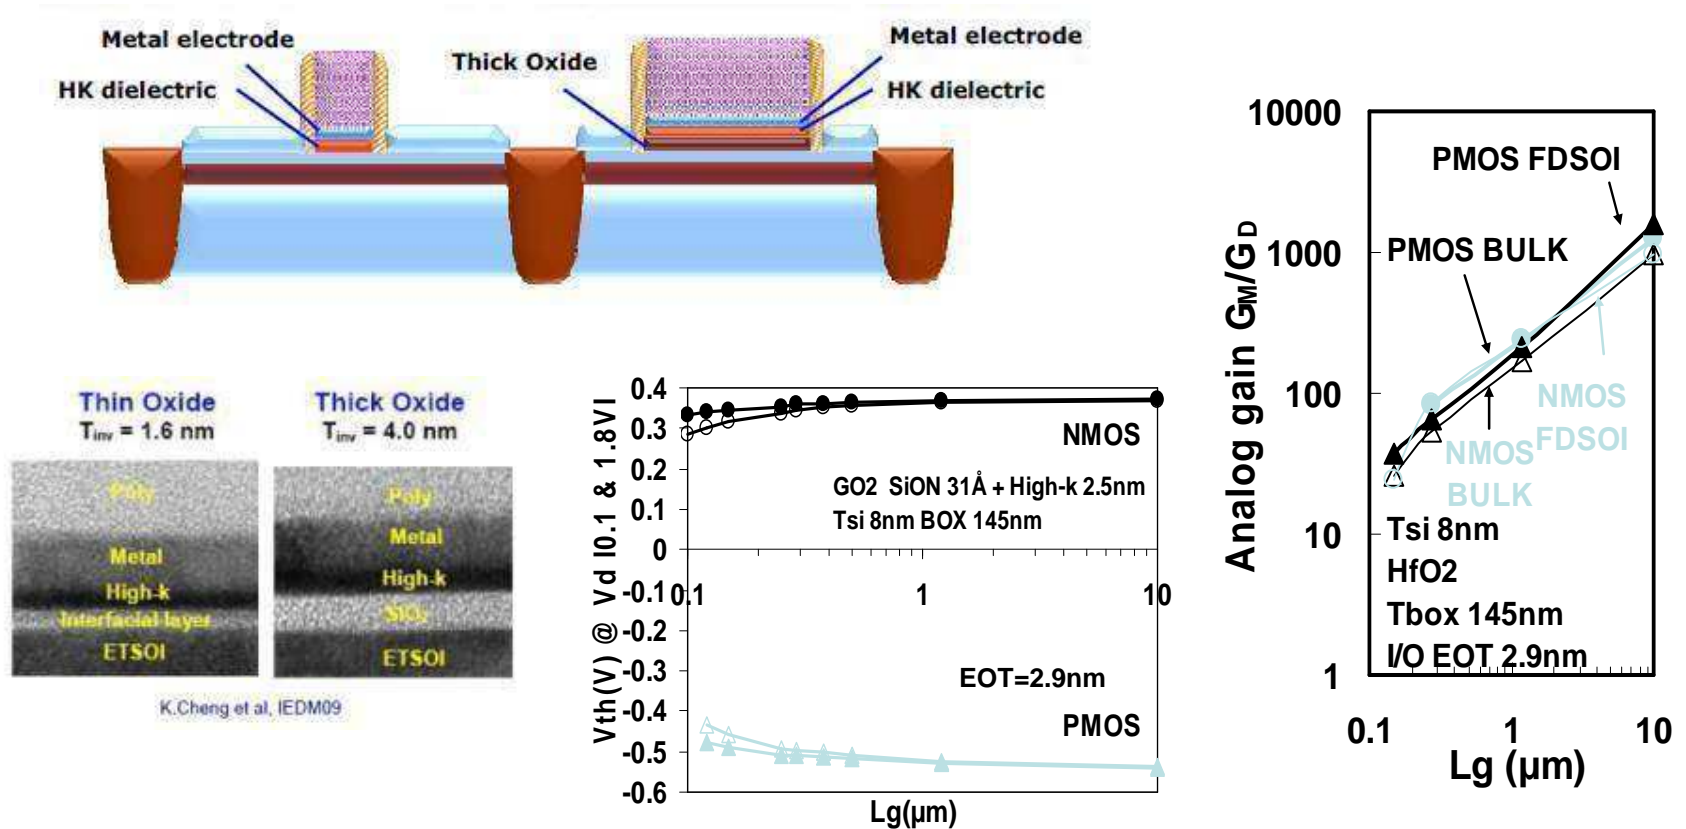 Metal electrode
HK dielectric
Thick Oxide
Metal electrode
HK dielectric
Thin Oxide
Tinv = 1.6 nm
Poly
Metal
High-k
Interfacial layer
ETSOI
Thick Oxide
Tinv = 4.0 nm
Poly
Metal
High-k
SiO2
ETSOI
K.Cheng et al, IEDM09
Vth(V) @ Vd I0.1 & 1.8V I
0.4
0.3
0.2
0.1
0
-0.1
-0.2
-0.3
-0.4
-0.5
-0.6
NMOS
GO2 SiON 31Å + High-k 2.5nm
Tsi 8nm BOX 145nm
0.1
1
10
EOT=2.9nm
PMOS
Lg(µm)
Analog gain GM/GD
10000
1000
100
10
1
PMOS FDSOI
PMOS BULK
NMOS
FDSOI
NMOS
BULK
Tsi 8nm
HfO2
Tbox 145nm
I/O EOT 2.9nm
0.1
1
10
Lg (µm)